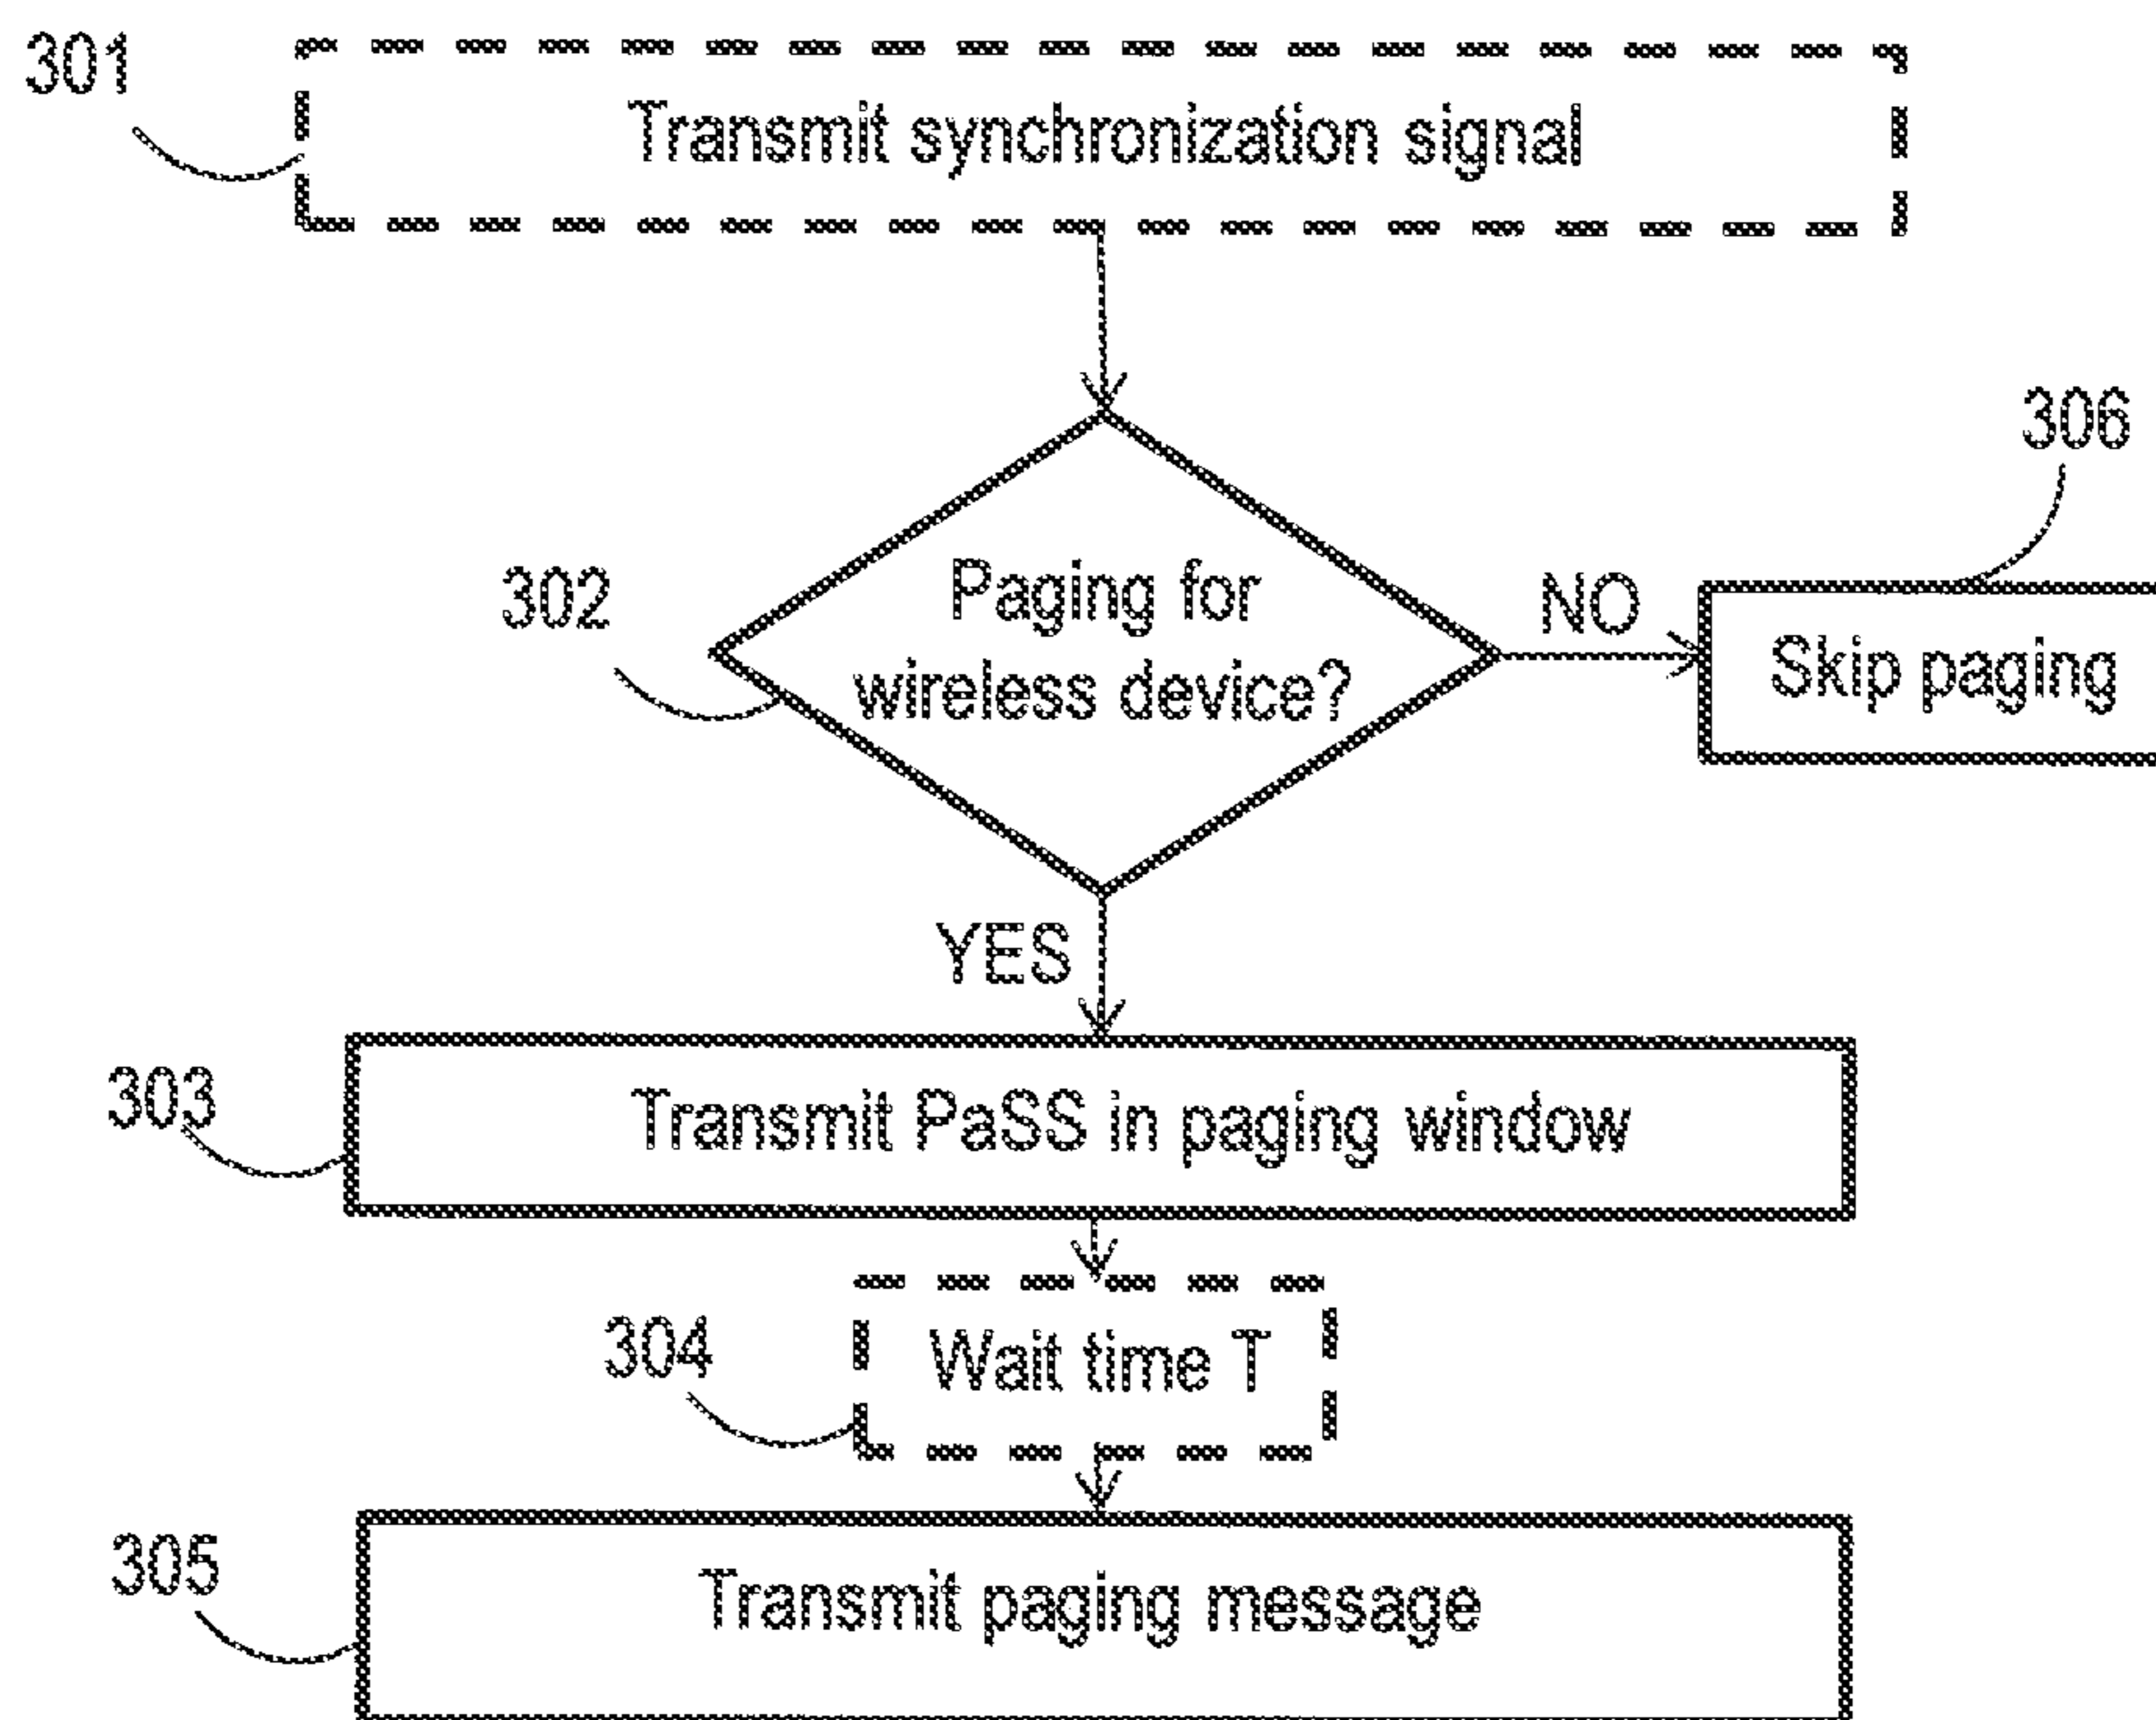 301
Transmit synchronization signal
306
302
Paging for
wireless device?
NO
Skip paging
YES
303
Transmit PaSS in paging window
304
Wait time T
305
Transmit paging message